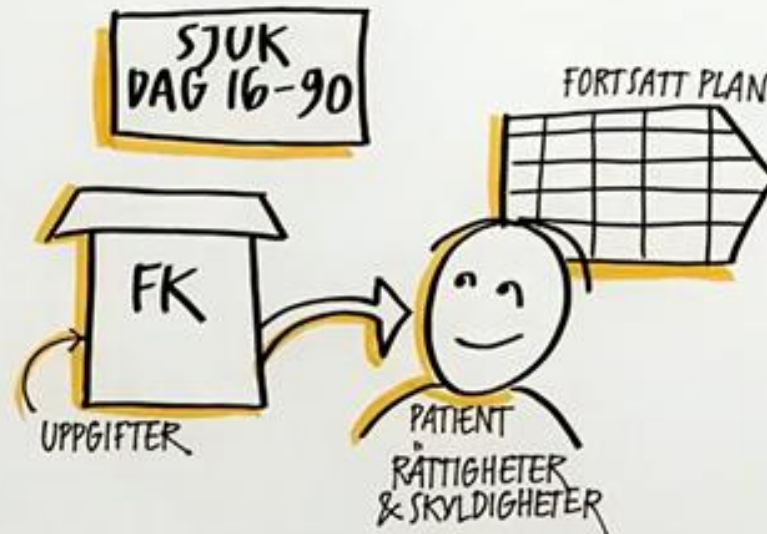 SJUK
DAG 16-90
FORTSATT PLAN
FK
UPPGIFTER
PATIENT
RÄTTIGHETER
& SKYLDIGHETER